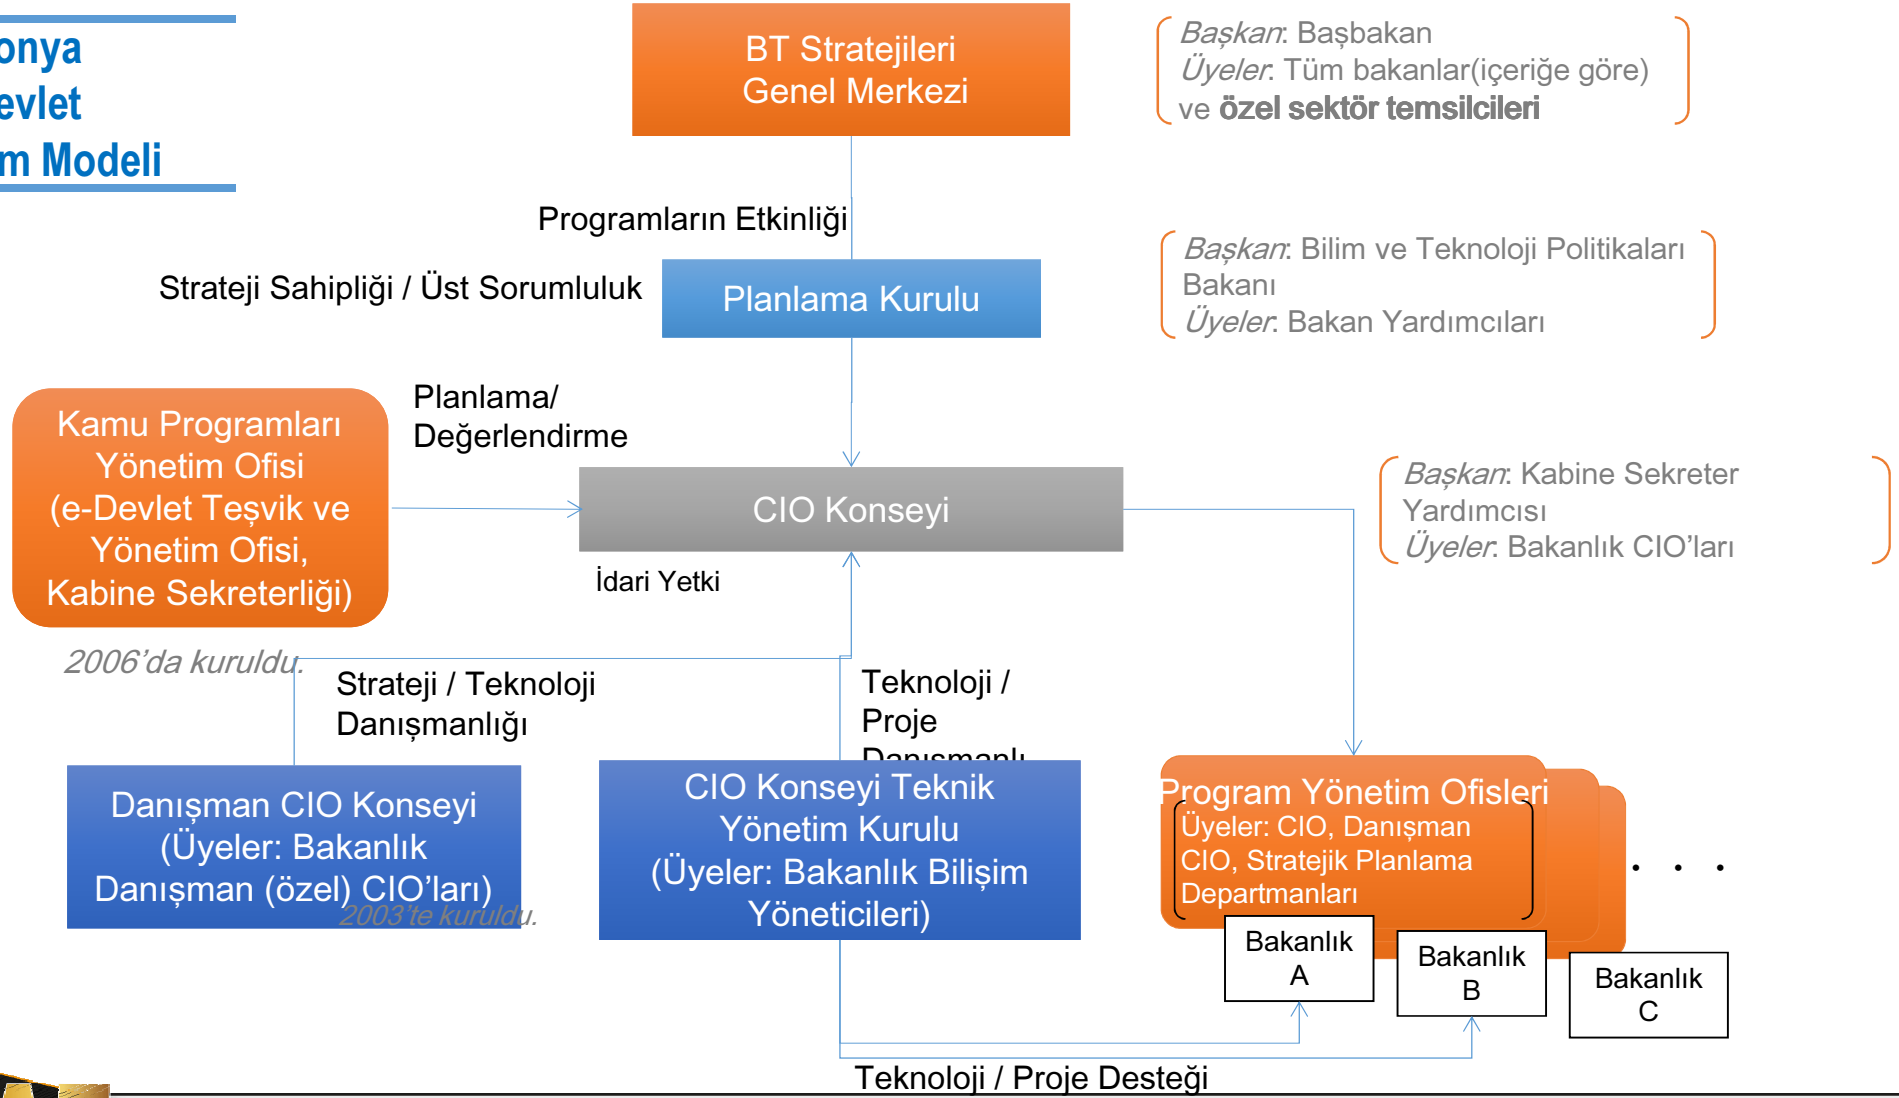 onya
evlet
m Modeli
BT Stratejileri
Genel Merkezi
Başkan: Başbakan
Üyeler: Tüm bakanlar(içeriğe göre)
ve özel sektör temsilcileri
Programların Etkinliği
Strateji Sahipliği / Üst Sorumluluk
Planlama Kurulu
Başkan: Bilim ve Teknoloji Politikaları
Bakanı
Üyeler: Bakan Yardımcıları
Kamu Programları
Yönetim Ofisi
(e-Devlet Teşvik ve
Yönetim Ofisi,
Kabine Sekreterliği)
Planlama/
Değerlendirme
CIO Konseyi
Başkan: Kabine Sekreter
Yardımcısı
Üyeler: Bakanlık CIO’ları
İdari Yetki
2006’da kuruldu.
Strateji / Teknoloji
Danışmanlığı
Teknoloji /
Proje
Danışmanlı
Danışman CIO Konseyi
(Üyeler: Bakanlık
Danışman (özel) CIO’ları)
2003’te kuruldu.
CIO Konseyi Teknik
Yönetim Kurulu
(Üyeler: Bakanlık Bilişim
Yöneticileri)
Program Yönetim Ofisleri
Üyeler: CIO, Danışman
CIO, Stratejik Planlama
Departmanları
. . .
Bakanlık
A
Bakanlık
B
Bakanlık
C
Teknoloji / Proje Desteği